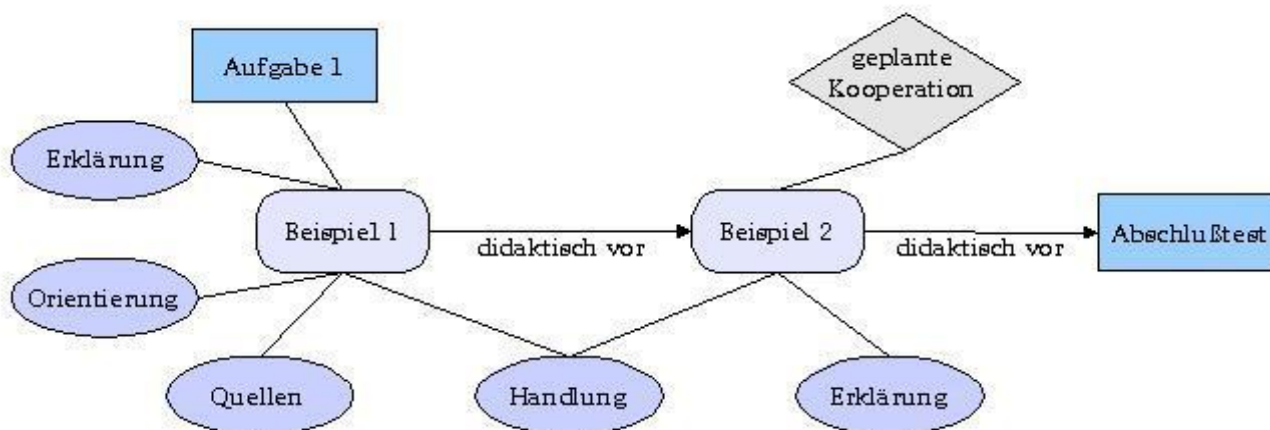 Aufgabe 1
geplante
Kooperation
Erklärung
Beispiel 1
didaktisch vor
Beispiel 2
didaktisch vor
Abschlußtest
Orientierung
Quellen
Handlung
Erklärung